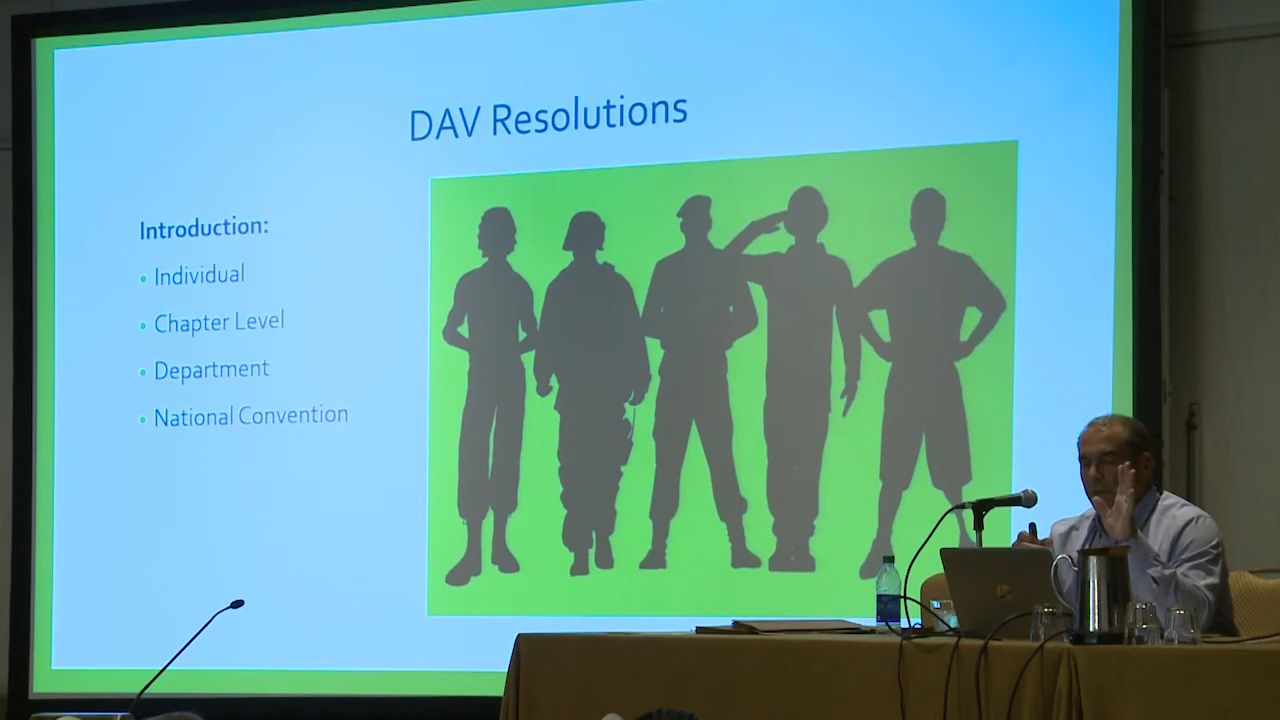 DAV Resolutions
Introduction:
• Individual
• Chapter Level
• Department
• National Convention